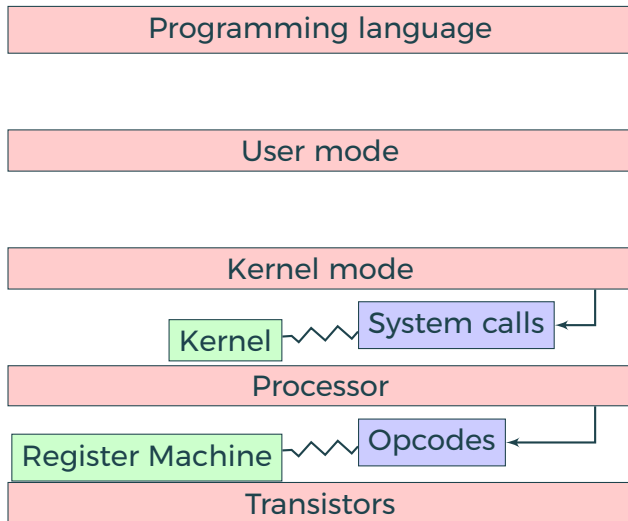 Programming language
User mode
Kernel mode
System calls
Kernel
Processor
Opcodes
Register Machine
Transistors